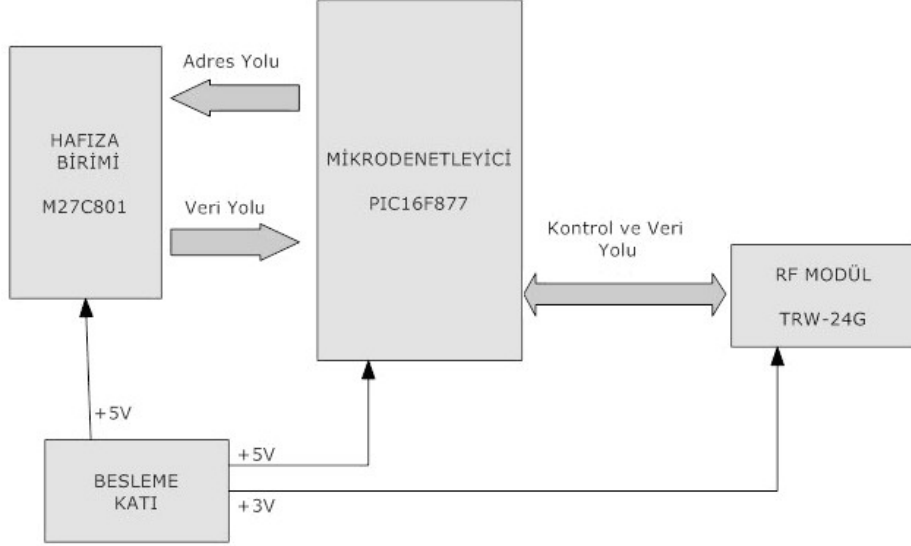 Adres Yolu
HAFIZA
BİRİMİ
M27C801
Veri Yolu
MİKRODENETLEYİCİ
PIC16F877
Kontrol ve Veri
Yolu
RF MODÜL
TRW-24G
+5V
BESLEME
KATI
+5V
+3V